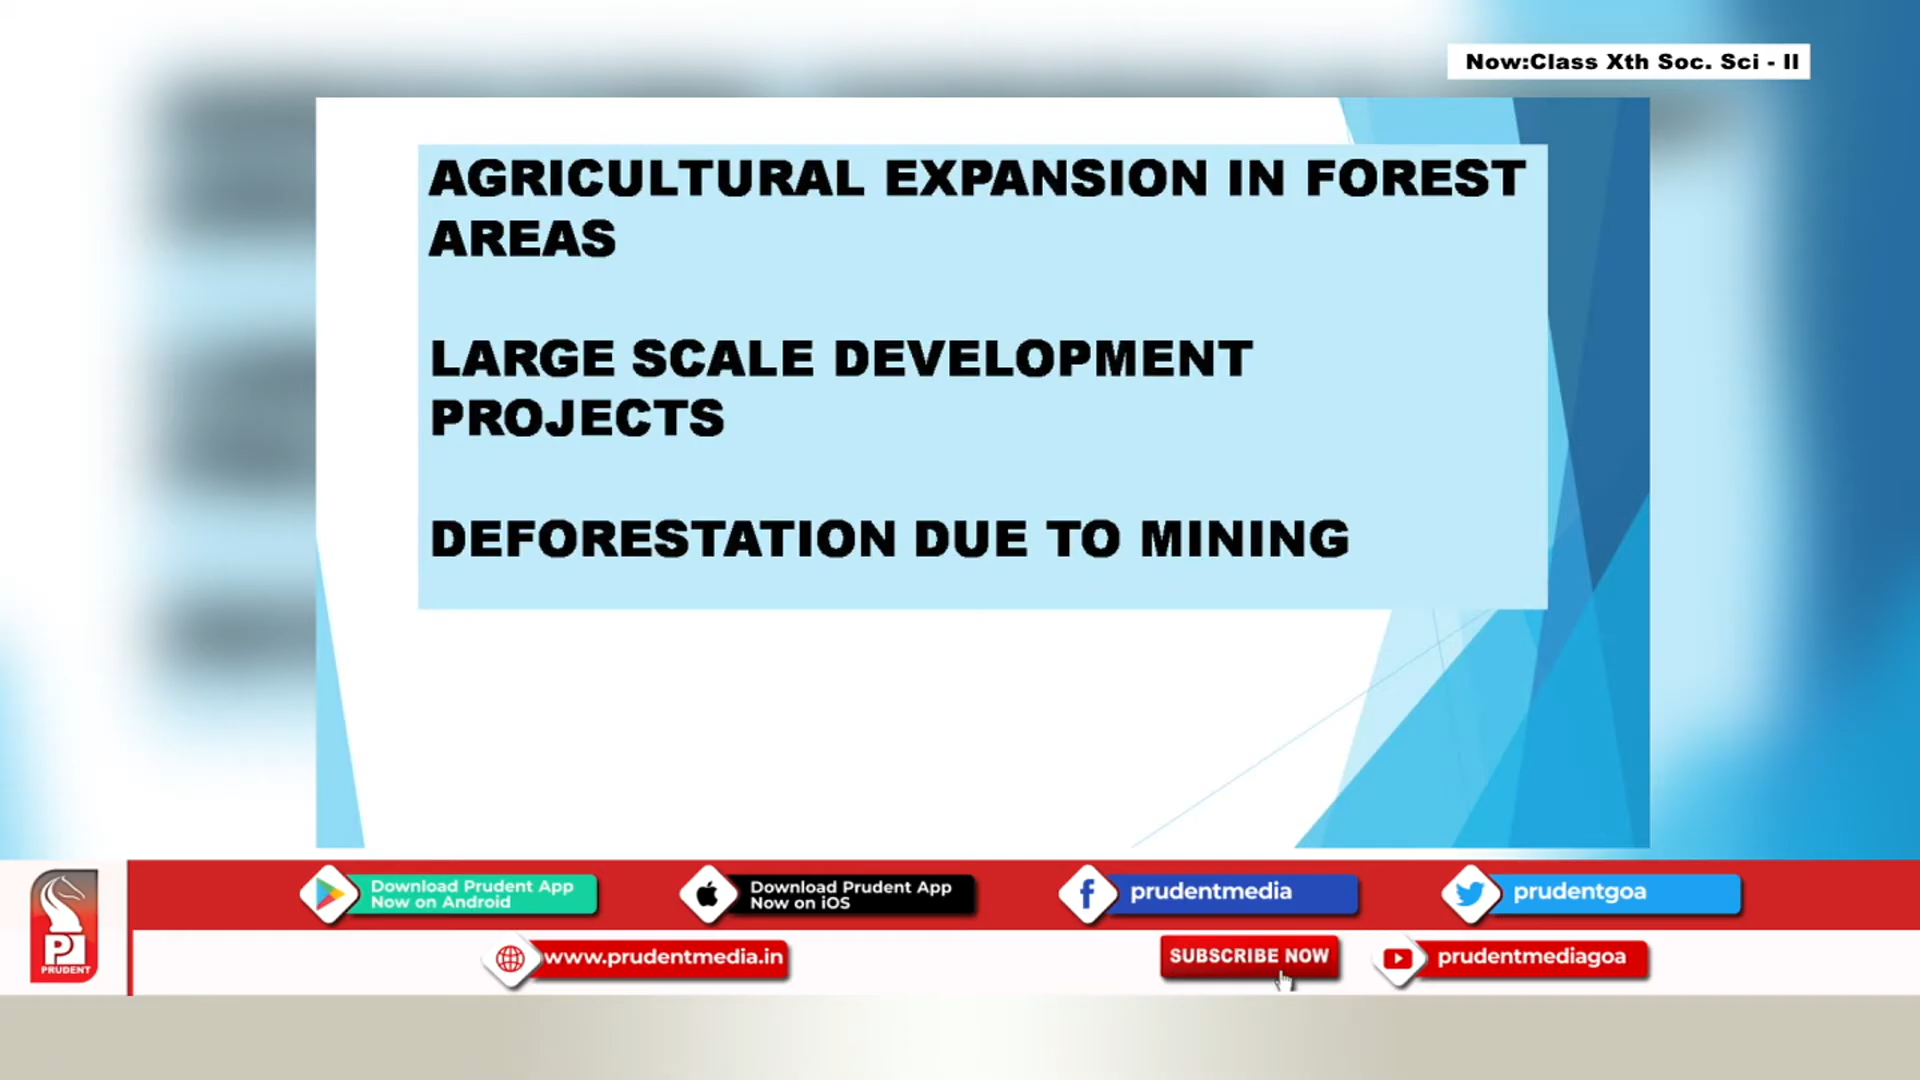 Now:Class Xth Soc. Sci - II
AGRICULTURAL EXPANSION IN FOREST
AREAS
LARGE SCALE DEVELOPMENT
PROJECTS
DEFORESTATION DUE TO MINING
Download Prudent App
Now on Android
Download Prudent App
Now on iOS
prudentmedia
prudentgoa
PRUDENT
www.prudentmedia.in
SUBSCRIBE NOW
prudentmediagoa